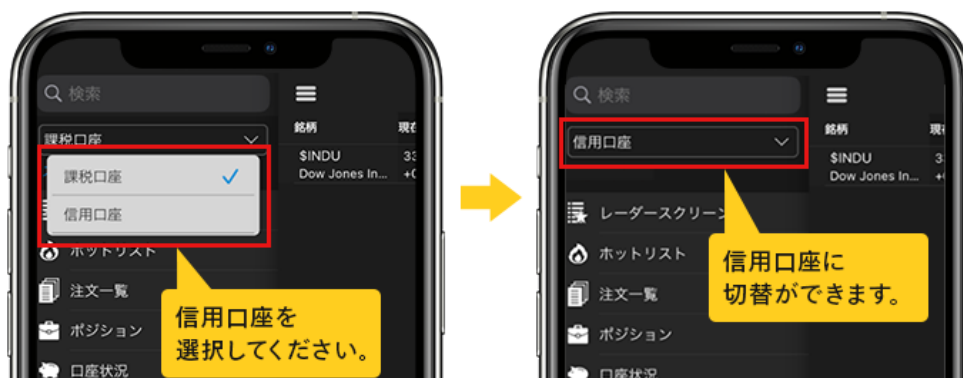 検索
課税口座
課税口座
信用口座
ホットリスト
注文一覧
ポジション
口座状況
銘柄
$INDU
Dow Jones In...
信用口座を
選択してください。
検索
信用口座
レーダースクリーン
ホットリスト
注文一覧
ポジション
口座状況
銘柄
$INDU
Dow Jones In...
信用口座に
切替ができます。